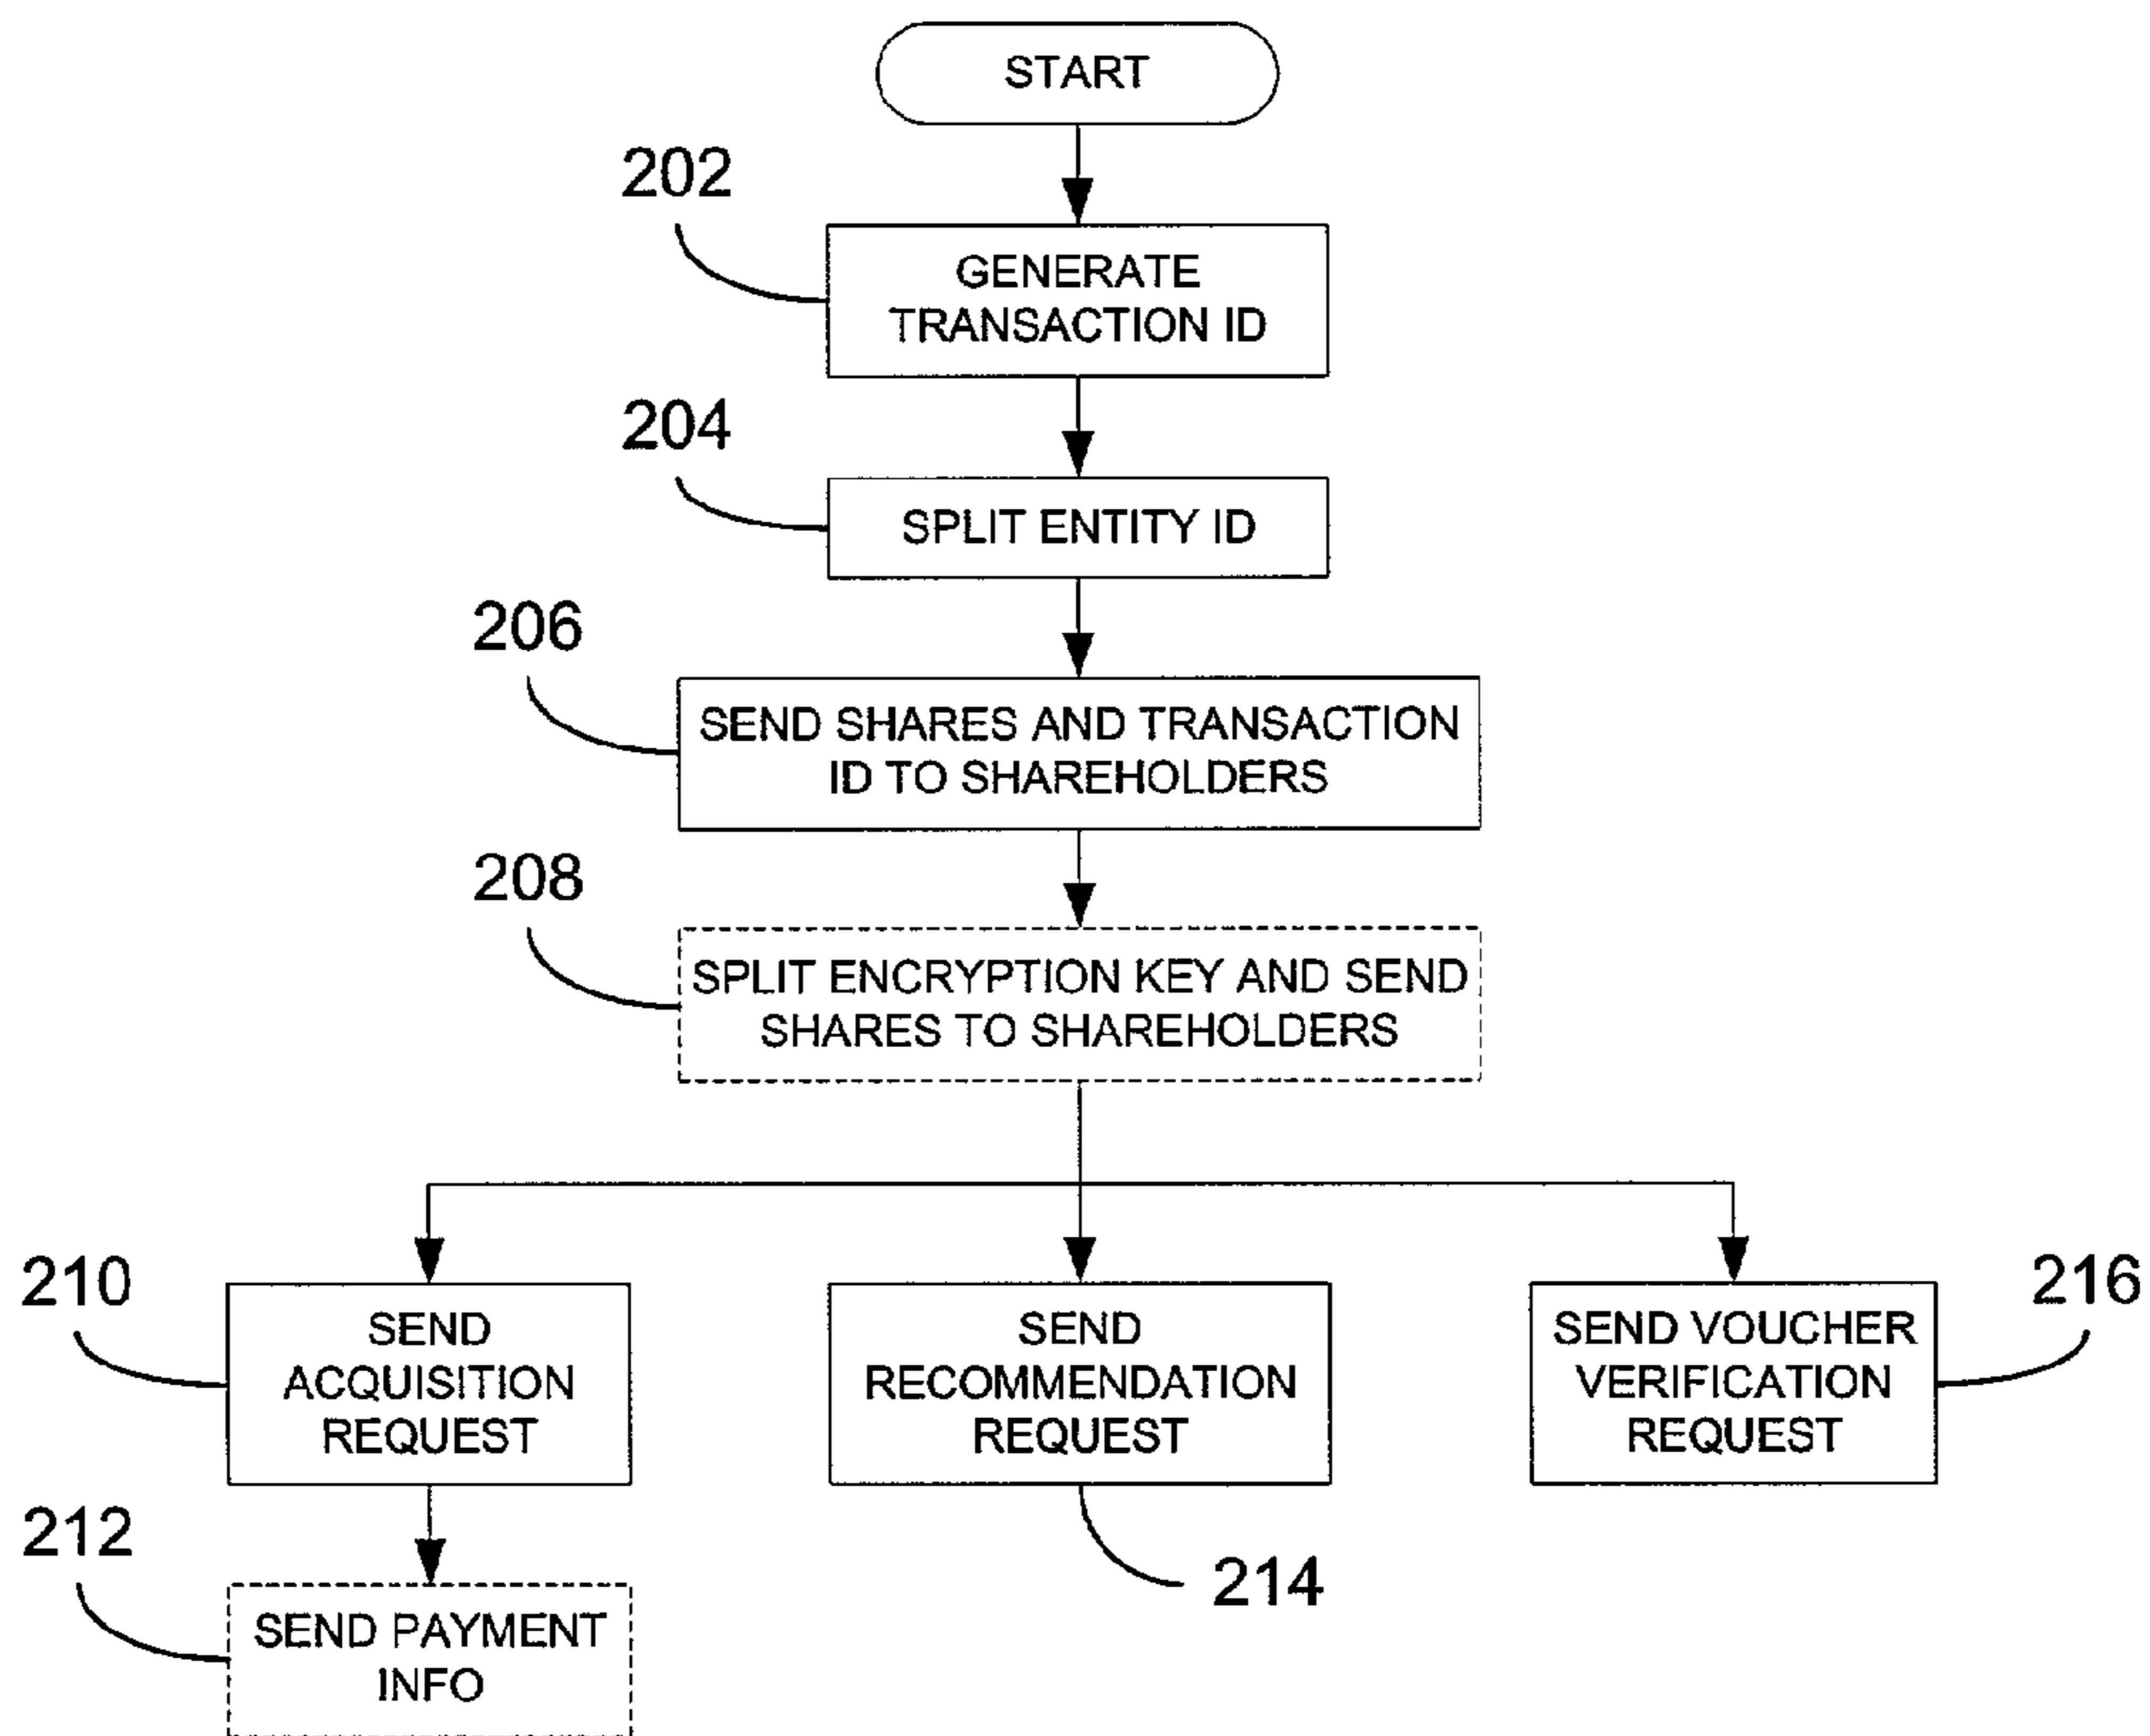 START
202
GENERATE
TRANSACTION ID
204
SPLIT ENTITY ID
206
SEND SHARES AND TRANSACTION
ID TO SHAREHOLDERS
208
SPLIT ENCRYPTION KEY AND SEND
SHARES TO SHAREHOLDERS
210
SEND
ACQUISITION
REQUEST
SEND
RECOMMENDATION
REQUEST
SEND VOUCHER
VERIFICATION
REQUEST
216
212
SEND PAYMENT
INFO
214